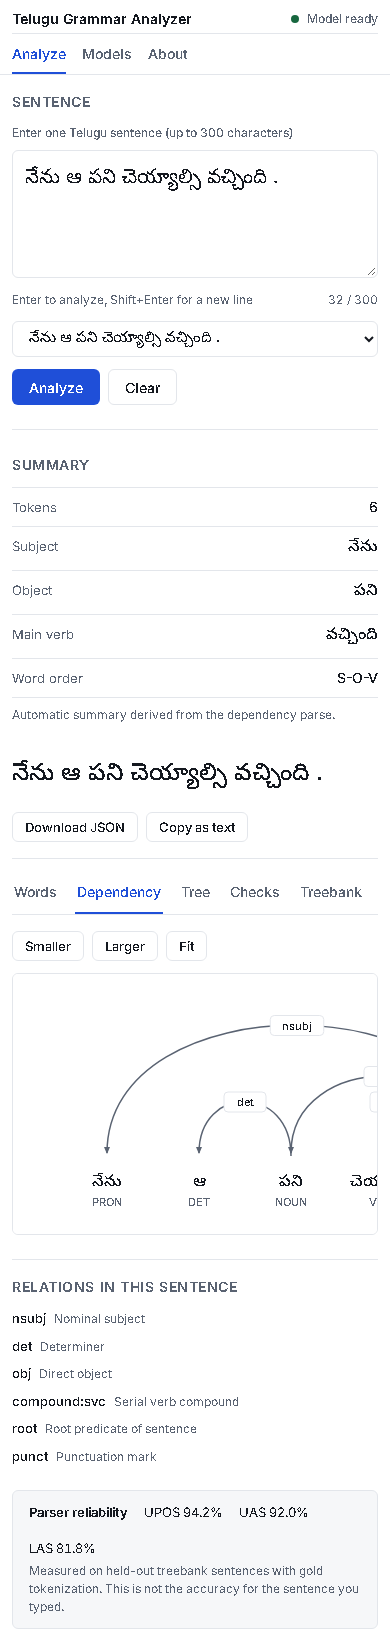 Telugu Grammar Analyzer
Model ready
Analyze Models About
SENTENCE
Enter one Telugu sentence (up to 300 characters)
నేను ఆ పని చెయ్యాల్సి వచ్చింది .
Enter to analyze, Shift+Enter for a new line 32 / 300
నేను ఆ పని చెయ్యాల్సి వచ్చింది .
Analyze Clear
SUMMARY
Tokens 6
Subject నేను
Object పని
Main verb వచ్చింది
Word order S-O-V
Automatic summary derived from the dependency parse.
నేను ఆ పని చెయ్యాల్సి వచ్చింది .
Download JSON Copy as text
Words Dependency Tree Checks Treebank
Smaller Larger Fit
nsubj
det
నేను ఆ పని
PRON DET NOUN V
RELATIONS IN THIS SENTENCE
nsubj Nominal subject
det Determiner
obj Direct object
compound:svc Serial verb compound
root Root predicate of sentence
punct Punctuation mark
Parser reliability UPOS 94.2% UAS 92.0%
LAS 81.8%
Measured on held-out treebank sentences with gold
tokenization. This is not the accuracy for the sentence you
typed.